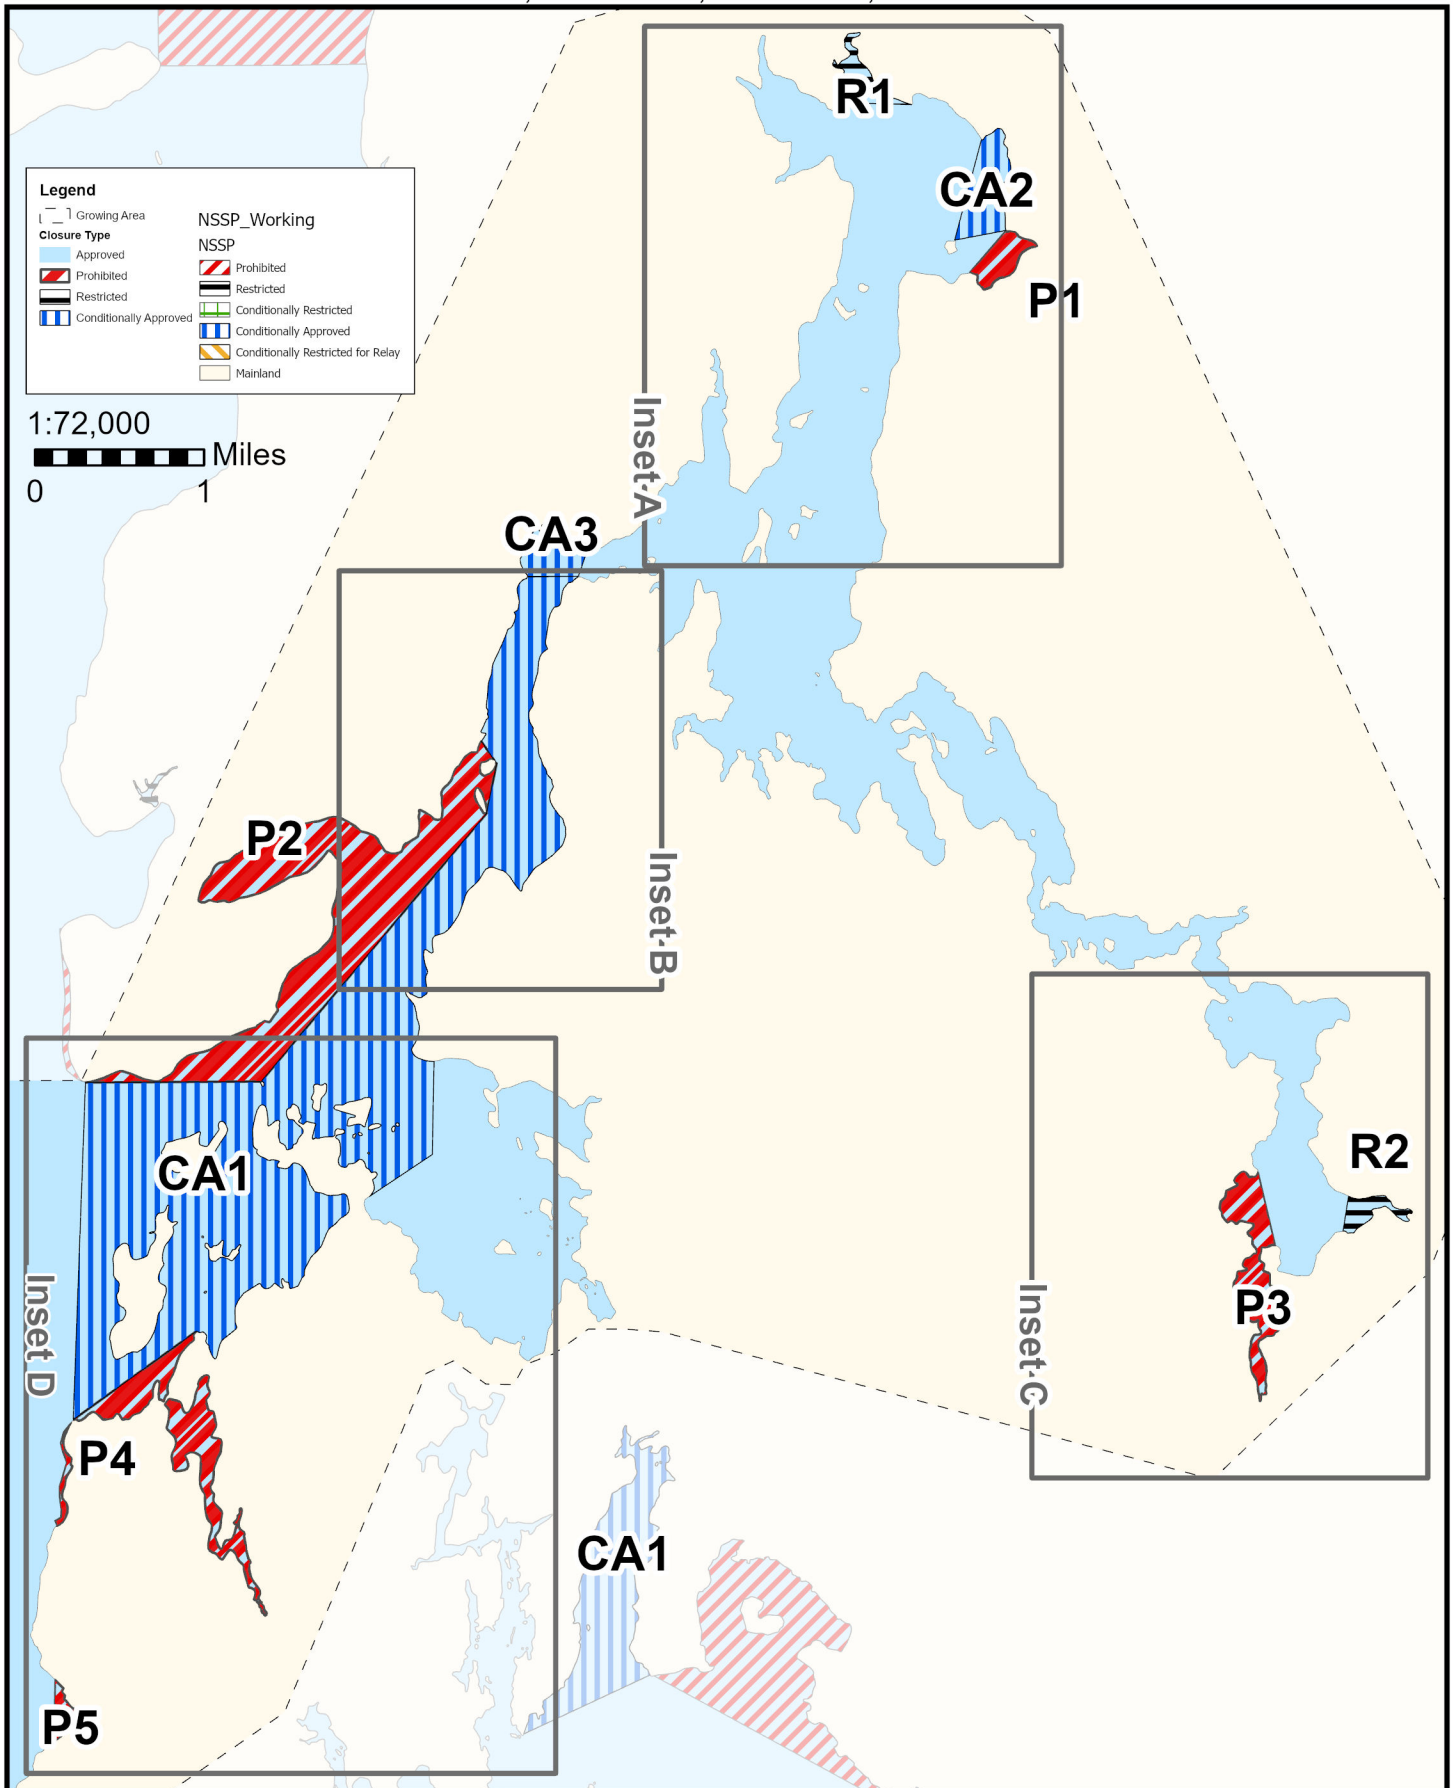 Legend
Growing Area
Closure Type
Approved
Prohibited
Restricted
Conditionally Approved
NSSP_Working
NSSP
Prohibited
Restricted
Conditionally Restricted
Conditionally Approved
Conditionally Restricted for Relay
Mainland
1:72,000
Miles
0 1
R1
CA2
P1
Inset A
CA3
P2
Inset B
R2
CA1
P3
Inset C
Inset D
P4
CA1
P5